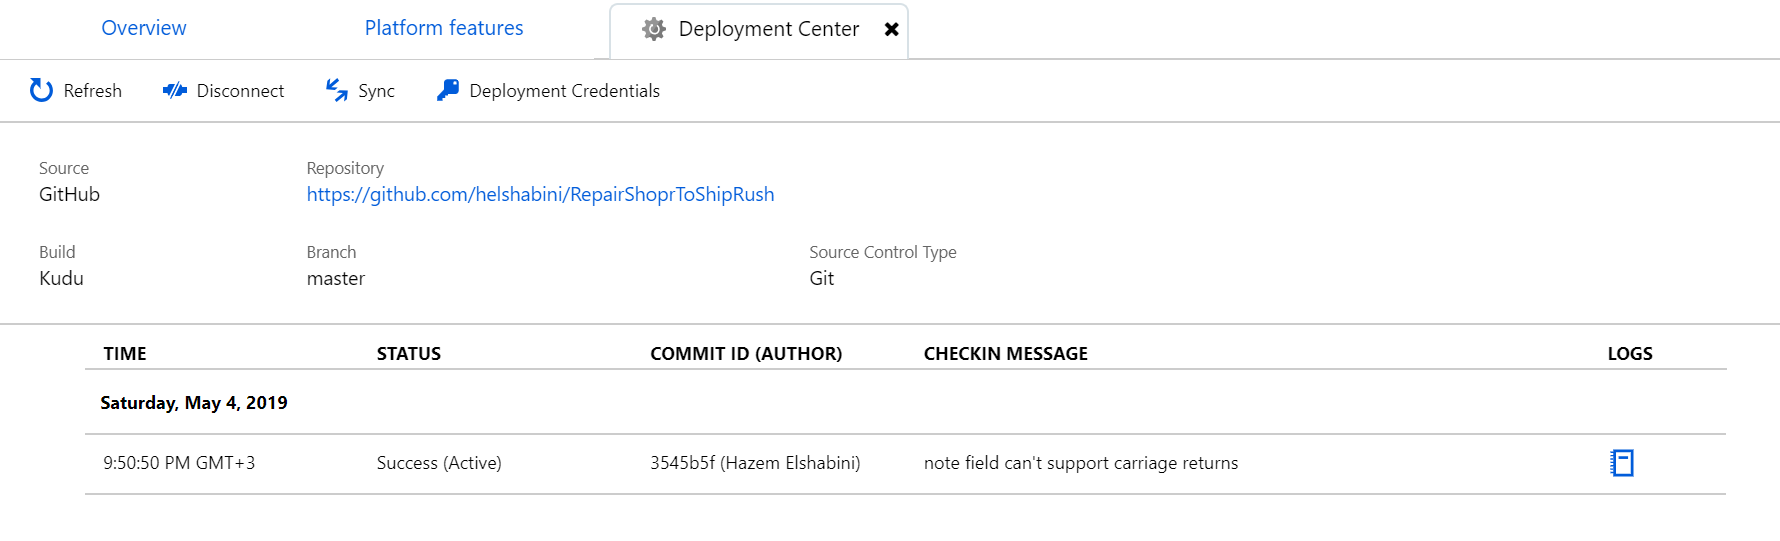 Overview Platform features Deployment Center
Refresh Disconnect Sync Deployment Credentials
Source Repository
GitHub https://github.com/helshabini/RepairShoprToShipRush
Build Branch Source Control Type
Kudu master Git
TIME STATUS COMMIT ID (AUTHOR) CHECKIN MESSAGE LOGS
Saturday, May 4, 2019
9:50:50 PM GMT+3 Success (Active) 3545b5f (Hazem Elshabini) note field can't support carriage returns